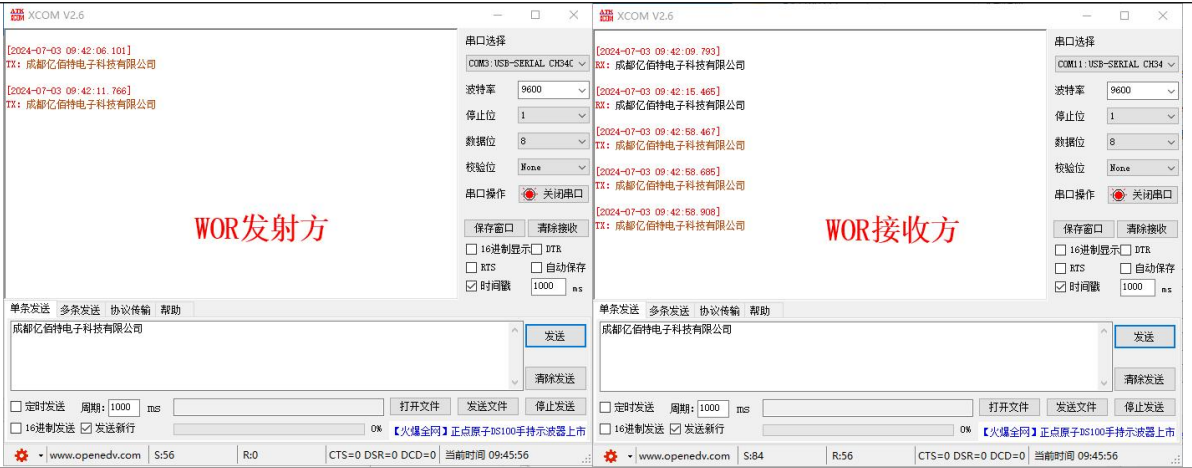 XCOM V2.6
[2024-07-03 09:42:06.101]
TX: 成都亿佰特电子科技有限公司
[2024-07-03 09:42:11.766]
TX: 成都亿佰特电子科技有限公司
WOR发射方
串口选择
COM3:USB-SERIAL CH340
波特率 9600
停止位 1
数据位 8
校验位 None
串口操作 关闭串口
保存窗口 清除接收
16进制显示 DTR
RTS 自动保存
时间戳 1000 ms
单条发送 多条发送 协议传输 帮助
成都亿佰特电子科技有限公司
发送
清除发送
定时发送 周期: 1000 ms 打开文件 发送文件 停止发送
16进制发送 发送新行 0% 【火爆全网】正点原子DS100手持示波器上市
www.openedv.com S:56 R:0 CTS=0 DSR=0 DCD=0 当前时间 09:45:56
XCOM V2.6
[2024-07-03 09:42:09.793]
RX: 成都亿佰特电子科技有限公司
[2024-07-03 09:42:15.465]
RX: 成都亿佰特电子科技有限公司
[2024-07-03 09:42:58.467]
TX: 成都亿佰特电子科技有限公司
[2024-07-03 09:42:58.685]
TX: 成都亿佰特电子科技有限公司
[2024-07-03 09:42:58.908]
TX: 成都亿佰特电子科技有限公司
WOR接收方
串口选择
COM11:USB-SERIAL CH34
波特率 9600
停止位 1
数据位 8
校验位 None
串口操作 关闭串口
保存窗口 清除接收
16进制显示 DTR
RTS 自动保存
时间戳 1000 ms
单条发送 多条发送 协议传输 帮助
成都亿佰特电子科技有限公司
发送
清除发送
定时发送 周期: 1000 ms 打开文件 发送文件 停止发送
16进制发送 发送新行 0% 【火爆全网】正点原子DS100手持示波器上市
www.openedv.com S:84 R:56 CTS=0 DSR=0 DCD=0 当前时间 09:45:56